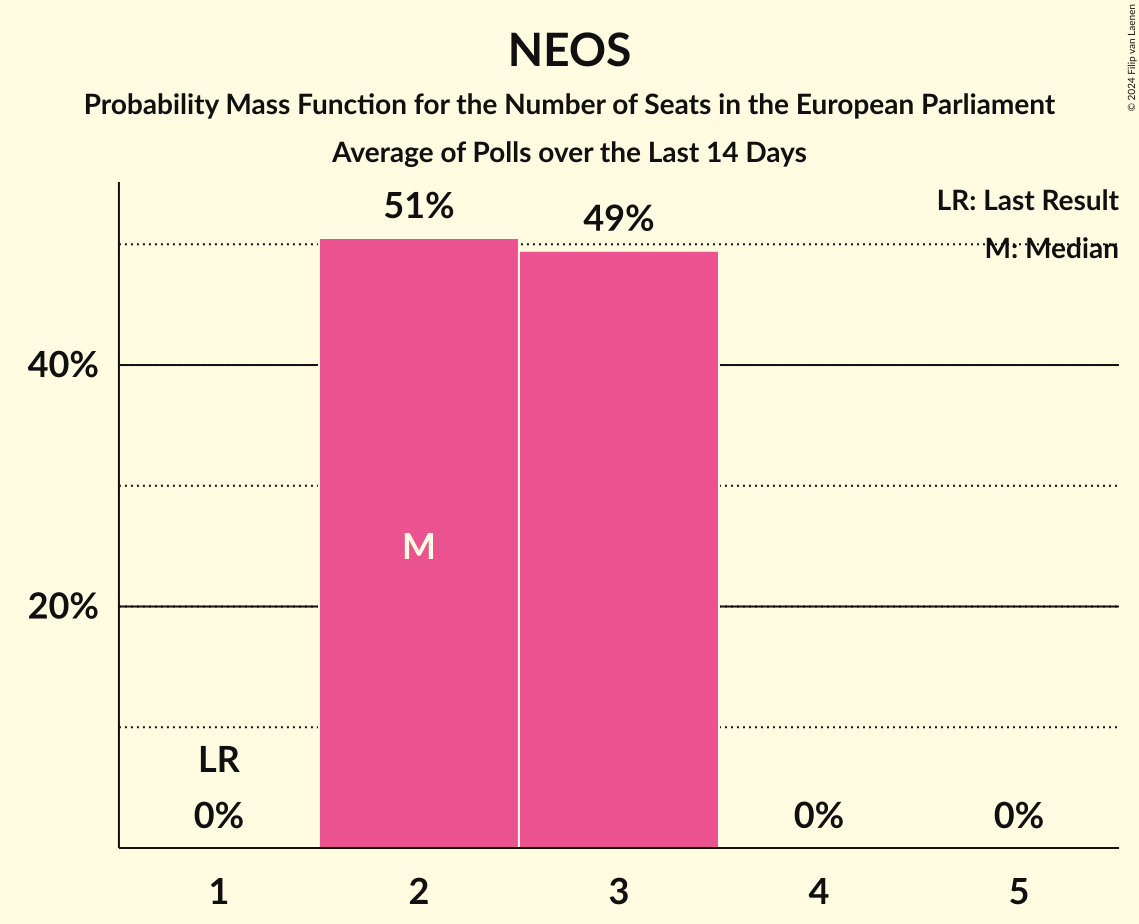 NEOS
Probability Mass Function for the Number of Seats in the European Parliament
Average of Polls over the Last 14 Days
© 2024 Filip van Laenen
LR: Last Result
M: Median
51%
49%
40%
20%
M
LR
0%
0%
0%
1
2
3
4
5